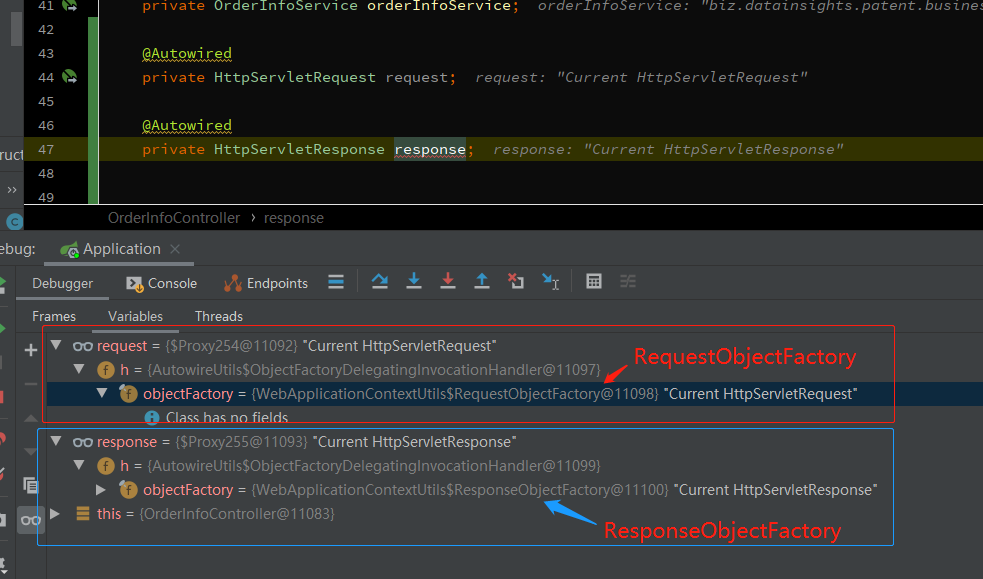 41 private OrderInfoService orderInfoService; orderInfoService: "biz.datainsights.patent.busine
42
43 @Autowired
44 private HttpServletRequest request; request: "Current HttpServletRequest"
45
46 @Autowired
47 private HttpServletResponse response; response: "Current HttpServletResponse"
48
49
ruct
»
C
OrderInfoController › response
ebug: Application ×
Debugger Console Endpoints
Frames Variables Threads
request = {$Proxy254@11092} "Current HttpServletRequest"
RequestObjectFactory
f h = {AutowireUtils$ObjectFactoryDelegatingInvocationHandler@11097}
f objectFactory = {WebApplicationContextUtils$RequestObjectFactory@11098} "Current HttpServletRequest"
i Class has no fields
response = {$Proxy255@11093} "Current HttpServletResponse"
f h = {AutowireUtils$ObjectFactoryDelegatingInvocationHandler@11099}
f objectFactory = {WebApplicationContextUtils$ResponseObjectFactory@11100} "Current HttpServletResponse"
this = {OrderInfoController@11083}
ResponseObjectFactory